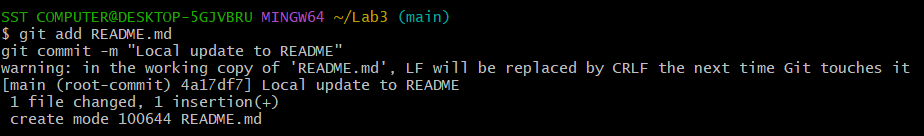 SST COMPUTER@DESKTOP-5GJVBRU MINGW64 ~/Lab3 (main)
$ git add README.md
git commit -m "Local update to README"
warning: in the working copy of 'README.md', LF will be replaced by CRLF the next time Git touches it
[main (root-commit) 4a17df7] Local update to README
 1 file changed, 1 insertion(+)
 create mode 100644 README.md